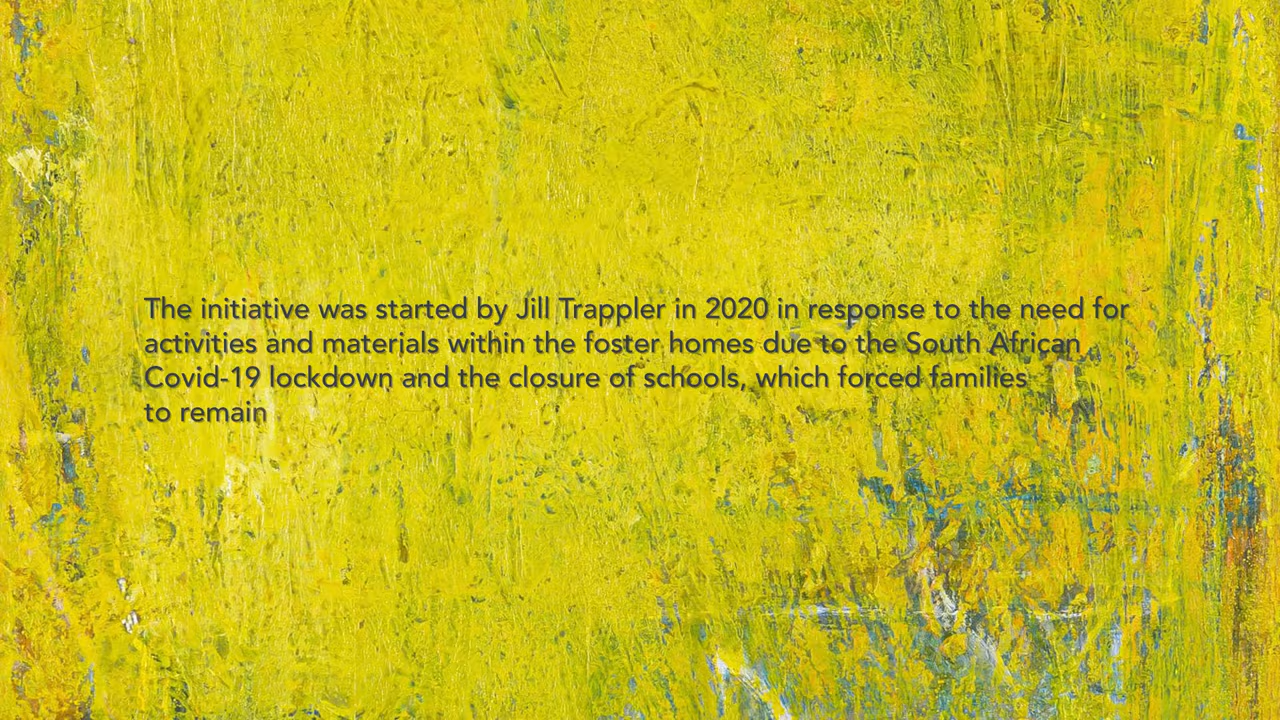 The initiative was started by Jill Trappler in 2020 in response to the need for
activities and materials within the foster homes due to the South African
Covid-19 lockdown and the closure of schools, which forced families
to remain